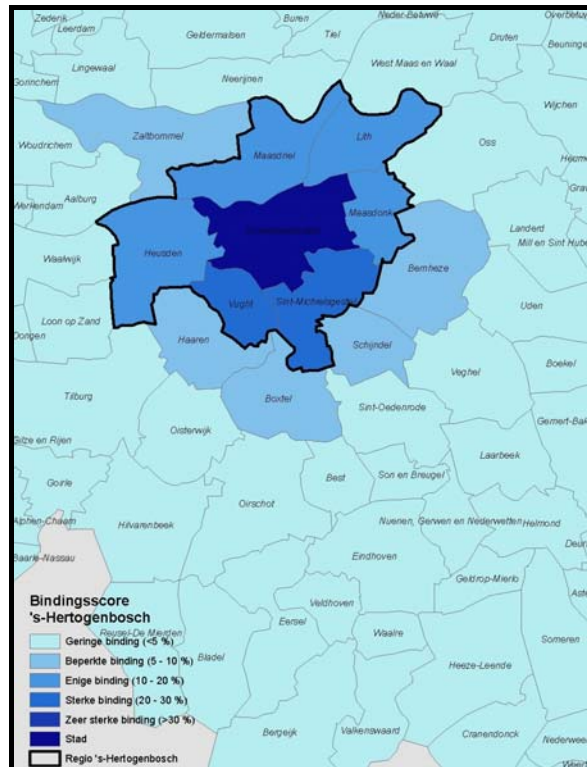 Zederik
Leerdam
Buren
Tiel
Neder-Betuwe
Overbetuwe
Geldermalsen
Druten
Beuningen
Lingewaal
West Maas en Waal
Gorinchem
Neerijnen
Wijchen
Zaltbommel
Lith
Woudrichem
Maasdriel
Oss
Aalburg
Werkendam
Maasdonk
Landerd
Mill en Sint Hube
Waalwijk
Heusden
Bernheze
Vught
Sint-Michielsgestel
Uden
Dongen
Loon op Zand
Haaren
Schijndel
Boekel
Veghel
Tilburg
Boxtel
Sint-Oedenrode
Gemert-Bak
Gilze en Rijen
Oisterwijk
Laarbeek
Goirle
Best
Son en Breugel
Oirschot
Alphen-Chaam
Hilvarenbeek
Nuenen, Gerwen en Nederwetten
Helmond
Baarle-Nassau
Eindhoven
Deur
Geldrop-Mierlo
Aste
Bindingsscore
's-Hertogenbosch
Veldhoven
Reusel-De Mierden
Eersel
Waalre
Someren
Bladel
Heeze-Leende
Geringe binding (<5 %)
Beperkte binding (5 - 10 %)
Enige binding (10 - 20 %)
Sterke binding (20 - 30 %)
Zeer sterke binding (>30 %)
Stad
Regio 's-Hertogenbosch
Bergeijk
Valkenswaard
Cranendonck
Nederwee